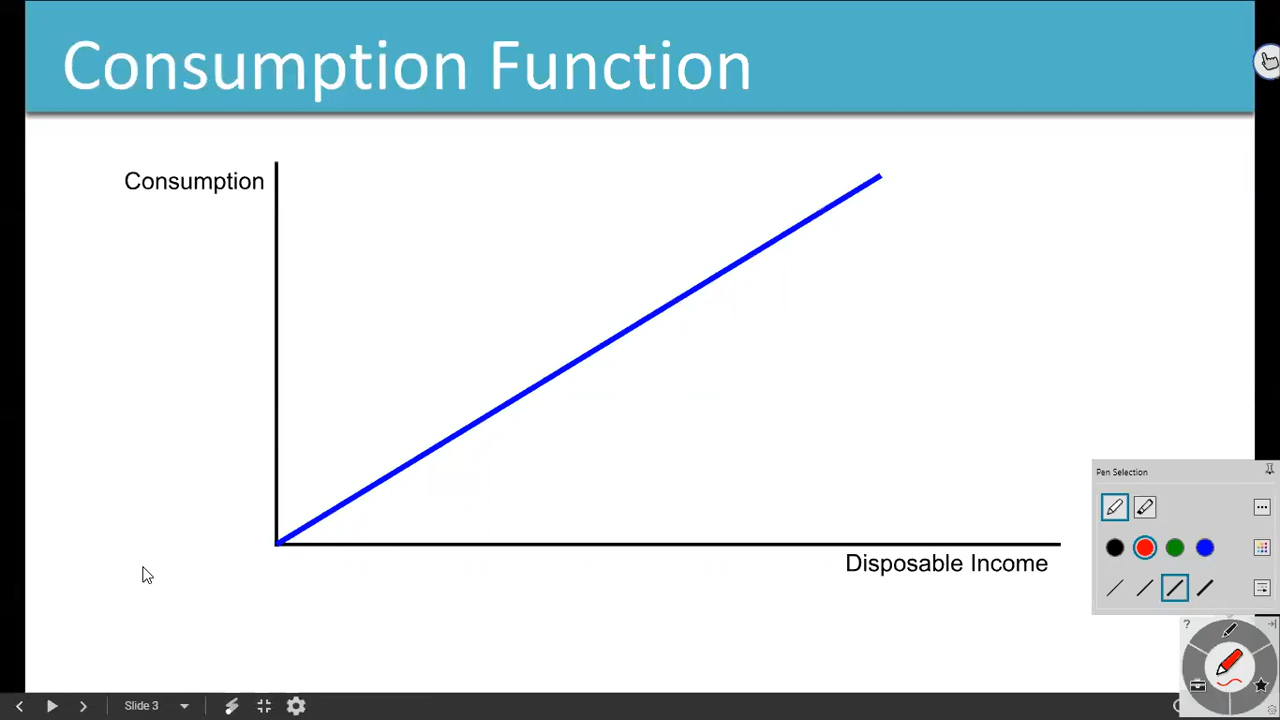 Consumption Function
Consumption
Disposable Income
Pen Selection
?
Slide 3